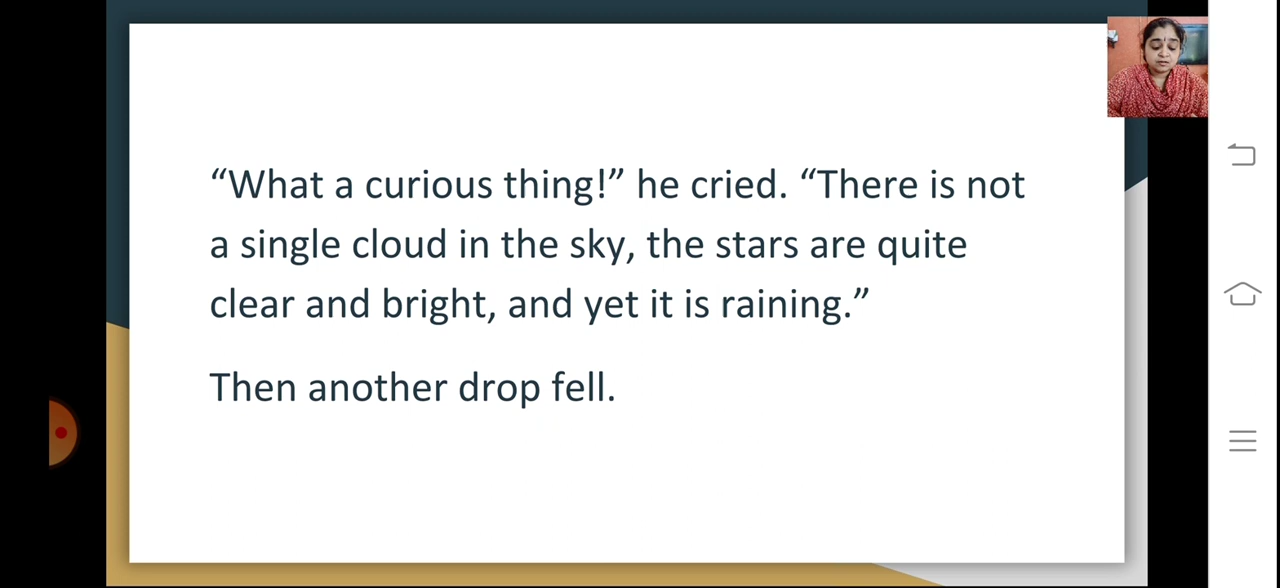 “What a curious thing!” he cried. “There is not
a single cloud in the sky, the stars are quite
clear and bright, and yet it is raining.”
Then another drop fell.